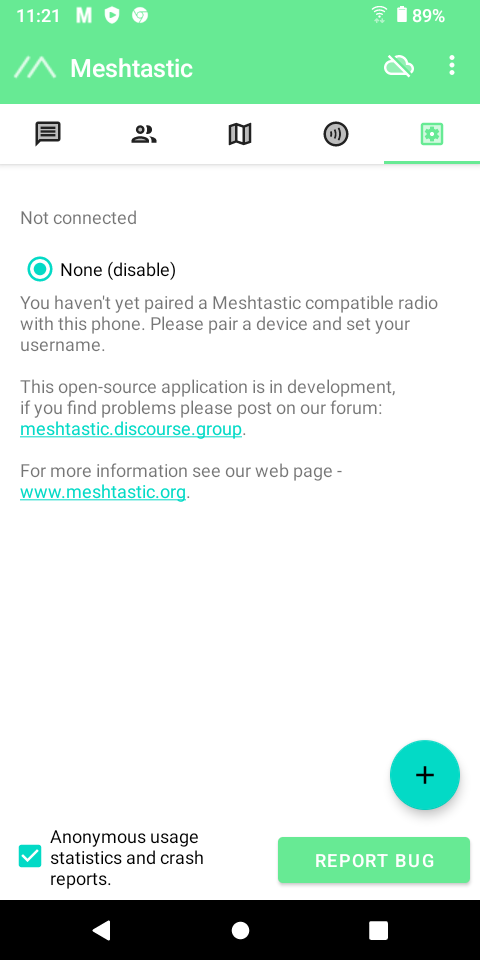 11:21
89%
Meshtastic
Not connected
None (disable)
You haven't yet paired a Meshtastic compatible radio
with this phone. Please pair a device and set your
username.
This open-source application is in development,
if you find problems please post on our forum:
meshtastic.discourse.group.
For more information see our web page -
www.meshtastic.org.
Anonymous usage
statistics and crash
reports.
REPORT BUG